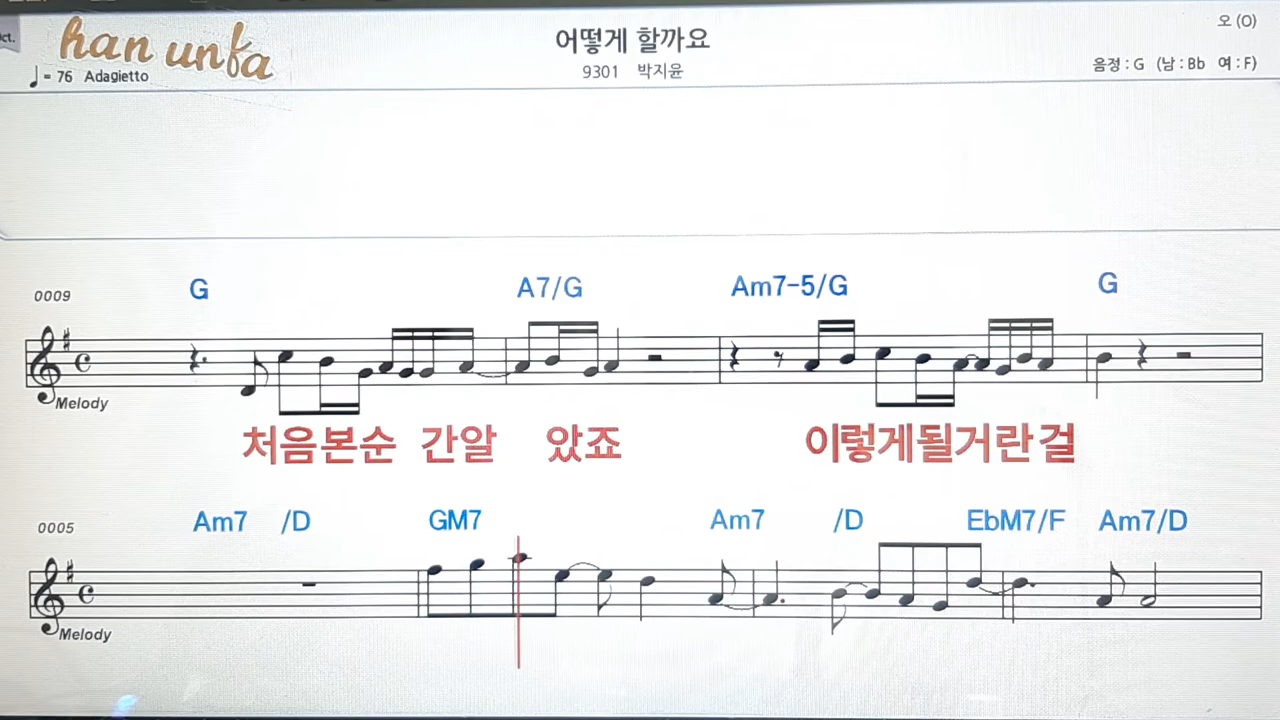 ct.
han unfa
어떻게 할까요
오 (O)
♩= 76 Adagietto
9301 박지윤
음정 : G (남 : Bb 여 : F)
0009
G A7/G Am7-5/G G
Melody
처음본순 간알 았죠 이렇게될거란걸
0005
Am7 /D GM7 Am7 /D EbM7/F Am7/D
Melody